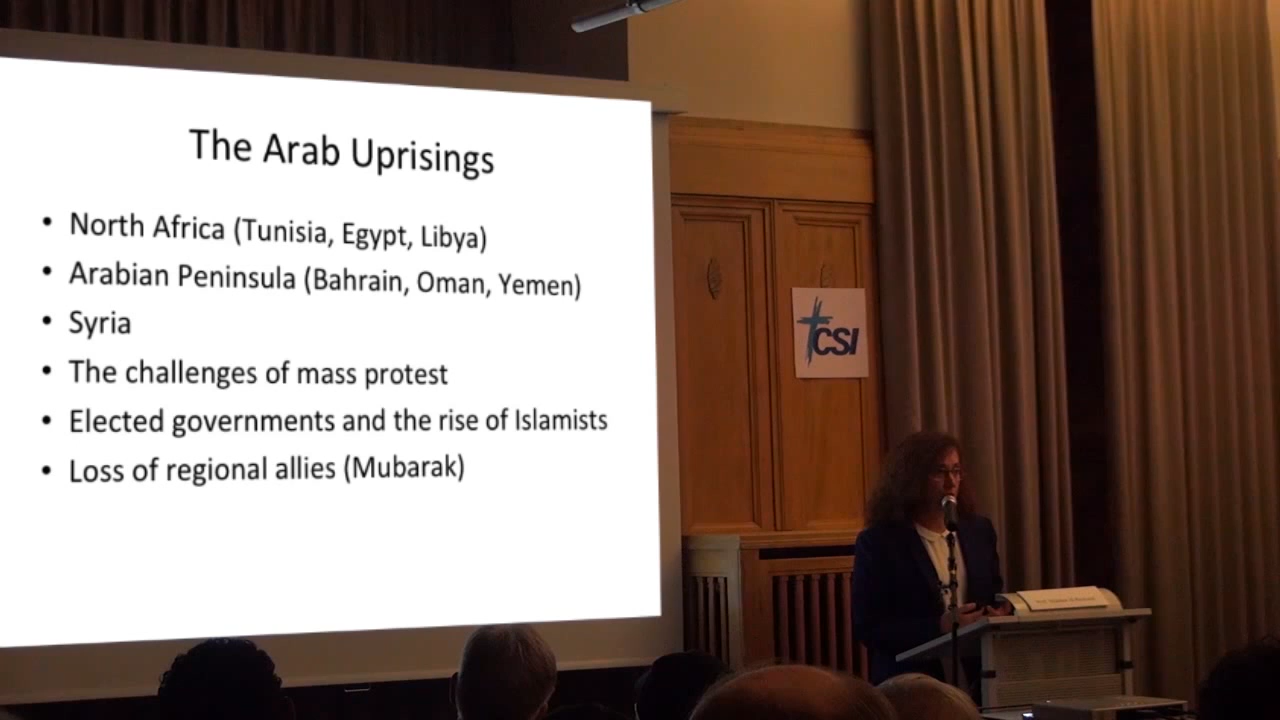 The Arab Uprisings
• North Africa (Tunisia, Egypt, Libya)
• Arabian Peninsula (Bahrain, Oman, Yemen)
• Syria
• The challenges of mass protest
• Elected governments and the rise of Islamists
• Loss of regional allies (Mubarak)
CSI